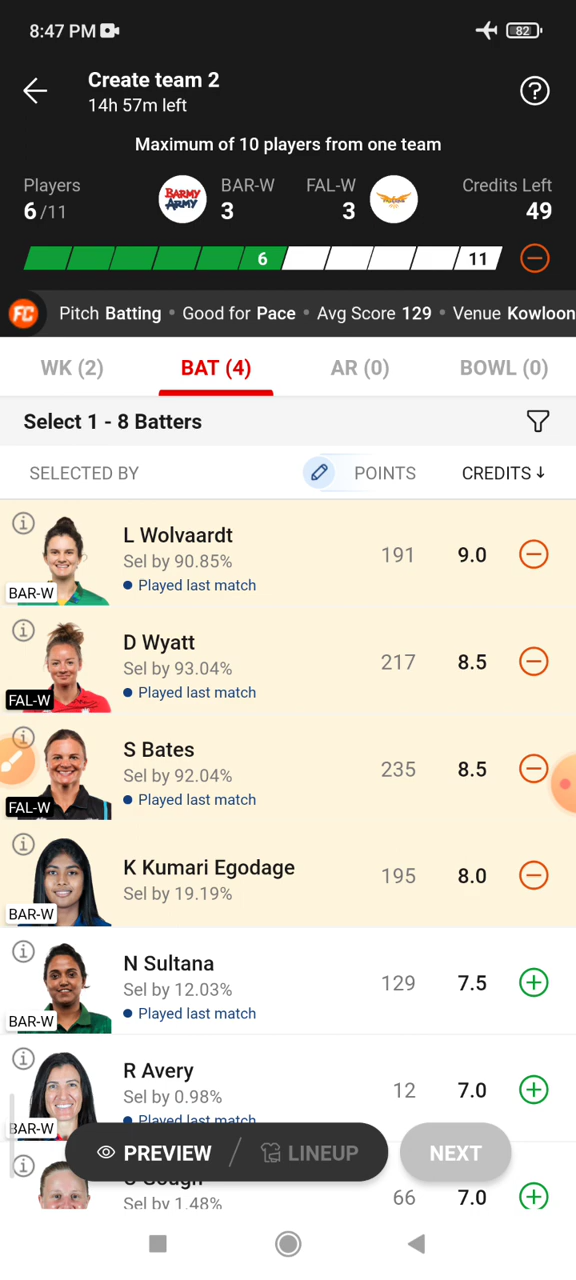 8:47 PM 82
Create team 2
14h 57m left
Maximum of 10 players from one team
Players BAR-W FAL-W Credits Left
6/11 BARMY ARMY 3 3 49
6 11
FC Pitch Batting • Good for Pace • Avg Score 129 • Venue Kowloon
WK (2) BAT (4) AR (0) BOWL (0)
Select 1 - 8 Batters
SELECTED BY POINTS CREDITS ↓
L Wolvaardt
Sel by 90.85% 191 9.0
Played last match
BAR-W
D Wyatt
Sel by 93.04% 217 8.5
Played last match
FAL-W
S Bates
Sel by 92.04% 235 8.5
Played last match
FAL-W
K Kumari Egodage
Sel by 19.19% 195 8.0
BAR-W
N Sultana
Sel by 12.03% 129 7.5
Played last match
BAR-W
R Avery
Sel by 0.98% 12 7.0
Played last match
BAR-W
PREVIEW / LINEUP NEXT
Sel by 1.48% 66 7.0